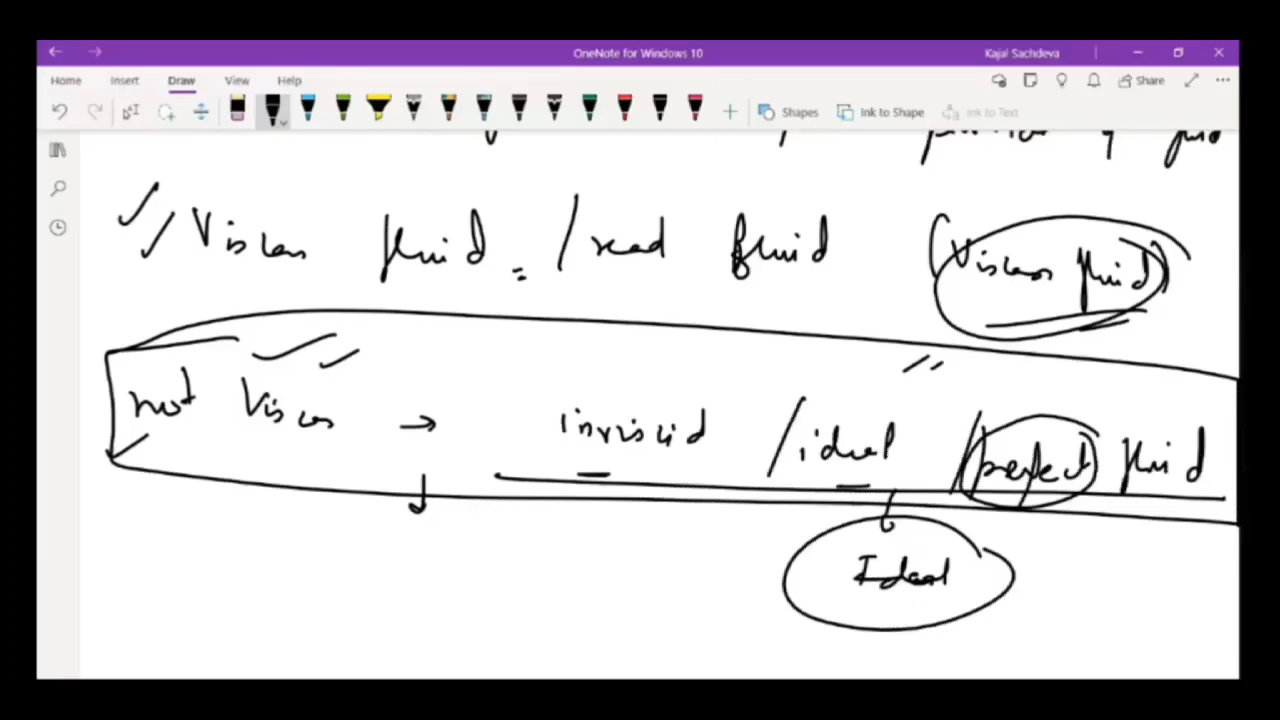 OneNote for Windows 10
Kajal Sachdeva
Home Insert Draw View Help
Share
Shapes Ink to Shape Ink to Text
fluid
Viscous fluid = / real fluid (Viscous fluid)
not Viscous → inviscid / ideal / perfect fluid
Ideal